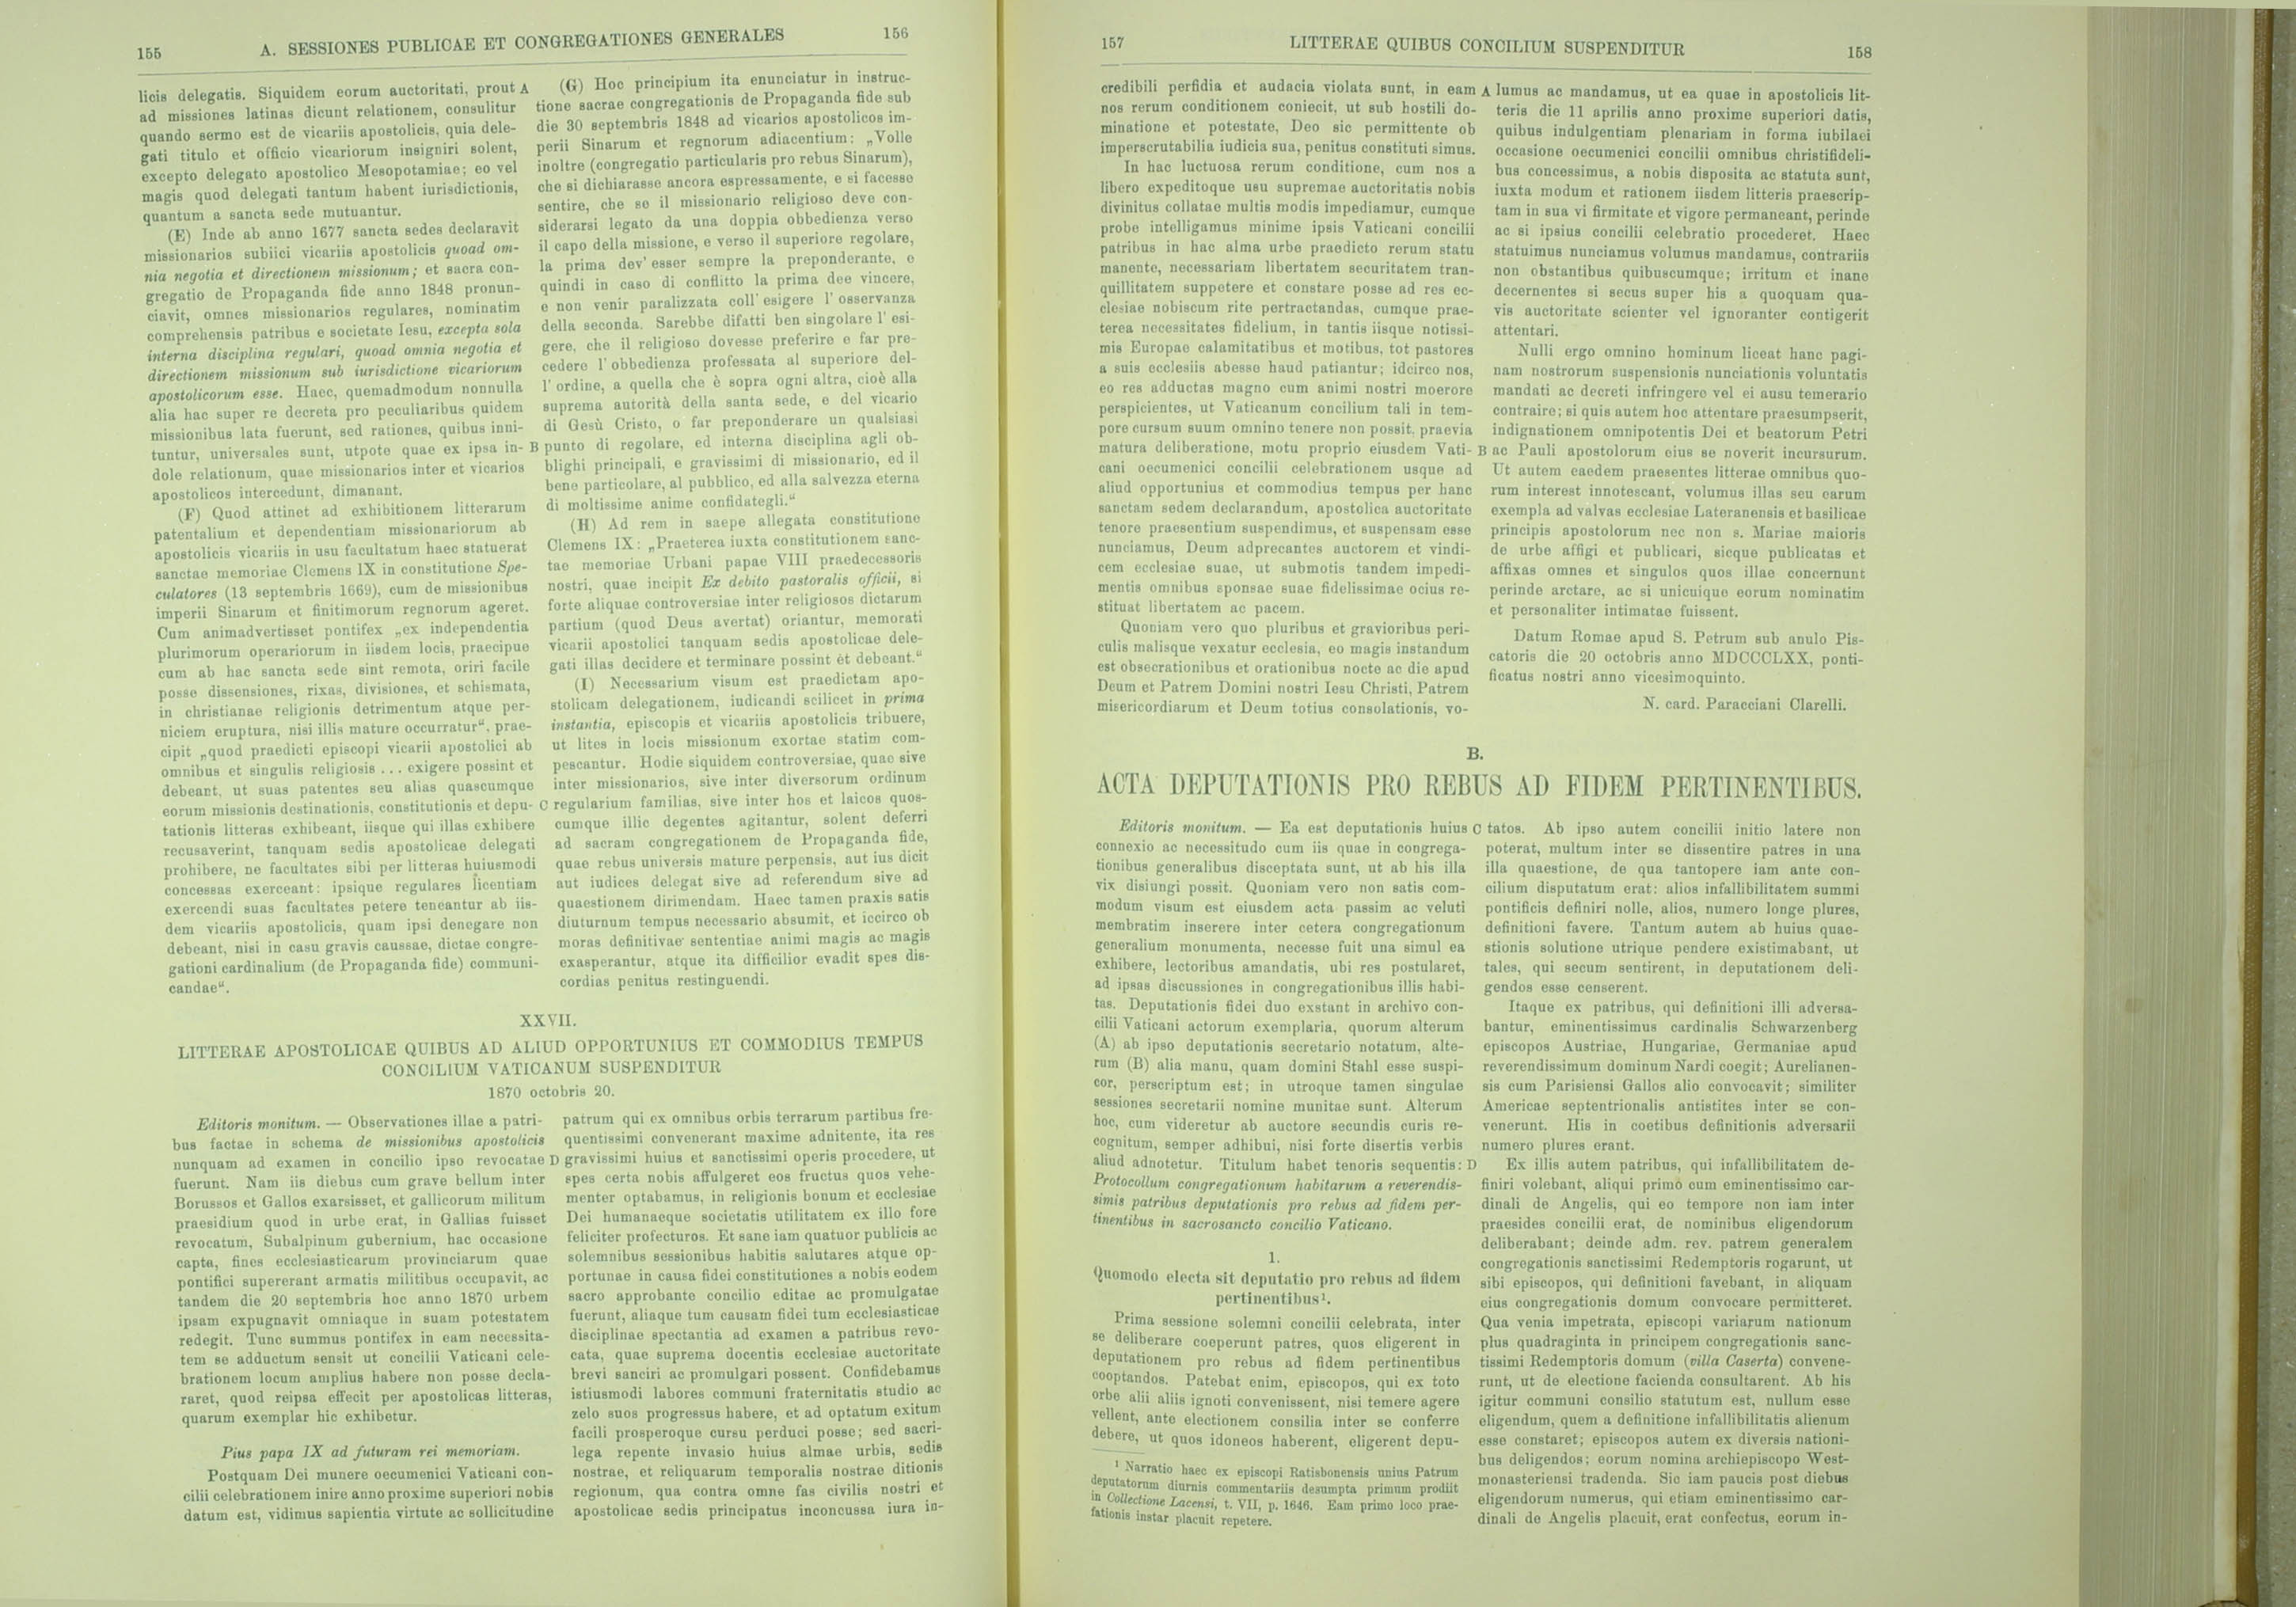 155
A. SESSIONES PUBLICAE ET CONGREGATIONES GENERALES
156
licis delegatis. Siquidem eorum auctoritati, prout A
ad missiones latinas dicunt relationem, consulitur
quando sermo est de vicariis apostolicis, quia dele-
gati titulo et officio vicariorum insigniri solent,
excepto delegato apostolico Mesopotamiae; eo vel
magis quod delegati tantum habent iurisdictionis,
quantum a sancta sede mutuantur.
(E) Inde ab anno 1677 sancta sedes declaravit
missionarios subiici vicariis apostolicis quoad om-
nia negotia et directionem missionum; et sacra con-
gregatio de Propaganda fide anno 1848 pronun-
ciavit, omnes missionarios regulares, nominatim
comprehensis patribus e societate Iesu, excepta sola
interna disciplina regulari, quoad omnia negotia et
directionem missionum sub iurisdictione vicariorum
apostolicorum esse. Haec, quemadmodum nonnulla
alia hac super re decreta pro peculiaribus quidem
missionibus lata fuerunt, sed rationes, quibus inni-
tuntur, universales sunt, utpote quae ex ipsa in- B
dole relationum, quae missionarios inter et vicarios
apostolicos intercedunt, dimanant.
(F) Quod attinet ad exhibitionem litterarum
patentalium et dependentiam missionariorum ab
apostolicis vicariis in usu facultatum haec statuerat
sanctae memoriae Clemens IX in constitutione Spe-
culatores (13 septembris 1669), cum de missionibus
imperii Sinarum et finitimorum regnorum ageret.
Cum animadvertisset pontifex „ex independentia
plurimorum operariorum in iisdem locis, praecipue
cum ab hac sancta sede sint remota, oriri facile
posse dissensiones, rixas, divisiones, et schismata,
in christianae religionis detrimentum atque per-
niciem eruptura, nisi illis mature occurratur“, prae-
cipit „quod praedicti episcopi vicarii apostolici ab
omnibus et singulis religiosis ... exigere possint et
debeant, ut suas patentes seu alias quascumque
eorum missionis destinationis, constitutionis et depu- C
tationis litteras exhibeant, iisque qui illas exhibere
recusaverint, tanquam sedis apostolicae delegati
prohibere, ne facultates sibi per litteras huiusmodi
concessas exerceant: ipsique regulares licentiam
exercendi suas facultates petere teneantur ab iis-
dem vicariis apostolicis, quam ipsi denegare non
debeant, nisi in casu gravis caussae, dictae congre-
gationi cardinalium (de Propaganda fide) communi-
candae“.
(G) Hoc principium ita enunciatur in instruc-
tione sacrae congregationis de Propaganda fide sub
die 30 septembris 1848 ad vicarios apostolicos im-
perii Sinarum et regnorum adiacentium: „Volle
inoltre (congregatio particularis pro rebus Sinarum),
che si dichiarasse ancora espressamente, e si facesse
sentire, che se il missionario religioso deve con-
siderarsi legato da una doppia obbedienza verso
il capo della missione, e verso il superiore regolare,
la prima dev' esser sempre la preponderante, e
quindi in caso di conflitto la prima dee vincere,
e non venir paralizzata coll' esigere l' osservanza
della seconda. Sarebbe difatti ben singolare l' esi-
gere, che il religioso dovesse preferire o far pre-
cedere l' obbedienza professata al superiore del-
l' ordine, a quella che è sopra ogni altra, cioè alla
suprema autorità della santa sede, e del vicario
di Gesù Cristo, o far preponderare un qualsiasi
punto di regolare, ed interna disciplina agli ob-
blighi principali, e gravissimi di missionario, ed il
bene particolare, al pubblico, ed alla salvezza eterna
di moltissime anime confidategli.“
(H) Ad rem in saepe allegata constitutione
Clemens IX: „Praeterea iuxta constitutionem sanc-
tae memoriae Urbani papae VIII praedecessoris
nostri, quae incipit Ex debito pastoralis officii, si
forte aliquae controversiae inter religiosos dictarum
partium (quod Deus avertat) oriantur, memorati
vicarii apostolici tanquam sedis apostolicae dele-
gati illas decidere et terminare possint et debeant.“
(I) Necessarium visum est praedictam apo-
stolicam delegationem, iudicandi scilicet in prima
instantia, episcopis et vicariis apostolicis tribuere,
ut lites in locis missionum exortae statim com-
pescantur. Hodie siquidem controversiae, quae sive
inter missionarios, sive inter diversorum ordinum
regularium familias, sive inter hos et laicos quos-
cumque illic degentes agitantur, solent deferri
ad sacram congregationem de Propaganda fide,
quae rebus universis mature perpensis, aut ius dicit
aut iudices delegat sive ad referendum sive ad
quaestionem dirimendam. Haec tamen praxis satis
diuturnum tempus necessario absumit, et iccirco ob
moras definitivae sententiae animi magis ac magis
exasperantur, atque ita difficilior evadit spes dis-
cordias penitus restinguendi.
XXVII.
LITTERAE APOSTOLICAE QUIBUS AD ALIUD OPPORTUNIUS ET COMMODIUS TEMPUS
CONCILIUM VATICANUM SUSPENDITUR
1870 octobris 20.
Editoris monitum. — Observationes illae a patri-
bus factae in schema de missionibus apostolicis
nunquam ad examen in concilio ipso revocatae D
fuerunt. Nam iis diebus cum grave bellum inter
Borussos et Gallos exarsisset, et gallicorum militum
praesidium quod in urbe erat, in Gallias fuisset
revocatum, Subalpinum gubernium, hac occasione
capta, fines ecclesiasticarum provinciarum quae
pontifici supererant armatis militibus occupavit, ac
tandem die 20 septembris hoc anno 1870 urbem
ipsam expugnavit omniaque in suam potestatem
redegit. Tunc summus pontifex in eam necessita-
tem se adductum sensit ut concilii Vaticani cele-
brationem locum amplius habere non posse decla-
raret, quod reipsa effecit per apostolicas litteras,
quarum exemplar hic exhibetur.
Pius papa IX ad futuram rei memoriam.
Postquam Dei munere oecumenici Vaticani con-
cilii celebrationem inire anno proxime superiori nobis
datum est, vidimus sapientia virtute ac sollicitudine
patrum qui ex omnibus orbis terrarum partibus fre-
quentissimi convenerant maxime adnitente, ita res
gravissimi huius et sanctissimi operis procedere, ut
spes certa nobis affulgeret eos fructus quos vehe-
menter optabamus, in religionis bonum et ecclesiae
Dei humanaeque societatis utilitatem ex illo fore
feliciter profecturos. Et sane iam quatuor publicis ac
solemnibus sessionibus habitis salutares atque op-
portunae in causa fidei constitutiones a nobis eodem
sacro approbante concilio editae ac promulgatae
fuerunt, aliaque tum causam fidei tum ecclesiasticae
disciplinae spectantia ad examen a patribus revo-
cata, quae suprema docentis ecclesiae auctoritate
brevi sanciri ac promulgari possent. Confidebamus
istiusmodi labores communi fraternitatis studio ac
zelo suos progressus habere, et ad optatum exitum
facili prosperoque cursu perduci posse; sed sacri-
lega repente invasio huius almae urbis, sedis
nostrae, et reliquarum temporalis nostrae ditionis
regionum, qua contra omne fas civilis nostri et
apostolicae sedis principatus inconcussa iura in-
157
LITTERAE QUIBUS CONCILIUM SUSPENDITUR
158
credibili perfidia et audacia violata sunt, in eam A
nos rerum conditionem coniecit, ut sub hostili do-
minatione et potestate, Deo sic permittente ob
imperscrutabilia iudicia sua, penitus constituti simus.
In hac luctuosa rerum conditione, cum nos a
libero expeditoque usu supremae auctoritatis nobis
divinitus collatae multis modis impediamur, cumque
probe intelligamus minime ipsis Vaticani concilii
patribus in hac alma urbe praedicto rerum statu
manente, necessariam libertatem securitatem tran-
quillitatem suppetere et constare posse ad res ec-
clesiae nobiscum rite pertractandas, cumque prae-
terea necessitates fidelium, in tantis iisque notissi-
mis Europae calamitatibus et motibus, tot pastores
a suis ecclesiis abesse haud patiantur; idcirco nos,
eo res adductas magno cum animi nostri moerore
perspicientes, ut Vaticanum concilium tali in tem-
pore cursum suum omnino tenere non possit, praevia
matura deliberatione, motu proprio eiusdem Vati- B
cani oecumenici concilii celebrationem usque ad
aliud opportunius et commodius tempus per hanc
sanctam sedem declarandum, apostolica auctoritate
tenore praesentium suspendimus, et suspensam esse
nunciamus, Deum adprecantes auctorem et vindi-
cem ecclesiae suae, ut submotis tandem impedi-
mentis omnibus sponsae suae fidelissimae ocius re-
stituat libertatem ac pacem.
Quoniam vero quo pluribus et gravioribus peri-
culis malisque vexatur ecclesia, eo magis instandum
est obsecrationibus et orationibus nocte ac die apud
Deum et Patrem Domini nostri Iesu Christi, Patrem
misericordiarum et Deum totius consolationis, vo-
lumus ac mandamus, ut ea quae in apostolicis lit-
teris die 11 aprilis anno proxime superiori datis,
quibus indulgentiam plenariam in forma iubilaei
occasione oecumenici concilii omnibus christifideli-
bus concessimus, a nobis disposita ac statuta sunt,
iuxta modum et rationem iisdem litteris praescrip-
tam in sua vi firmitate et vigore permaneant, perinde
ac si ipsius concilii celebratio procederet. Haec
statuimus nunciamus volumus mandamus, contrariis
non obstantibus quibuscumque; irritum et inane
decernentes si secus super his a quoquam qua-
vis auctoritate scienter vel ignoranter contigerit
attentari.
Nulli ergo omnino hominum liceat hanc pagi-
nam nostrorum suspensionis nunciationis voluntatis
mandati ac decreti infringere vel ei ausu temerario
contraire; si quis autem hoc attentare praesumpserit,
indignationem omnipotentis Dei et beatorum Petri
ac Pauli apostolorum eius se noverit incursurum.
Ut autem eaedem praesentes litterae omnibus quo-
rum interest innotescant, volumus illas seu earum
exempla ad valvas ecclesiae Lateranensis et basilicae
principis apostolorum nec non s. Mariae maioris
de urbe affigi et publicari, sicque publicatas et
affixas omnes et singulos quos illae concernunt
perinde arctare, ac si unicuique eorum nominatim
et personaliter intimatae fuissent.
Datum Romae apud S. Petrum sub anulo Pis-
catoris die 20 octobris anno MDCCCLXX, ponti-
ficatus nostri anno vicesimoquinto.
N. card. Paracciani Clarelli.
B.
ACTA DEPUTATIONIS PRO REBUS AD FIDEM PERTINENTIBUS.
Editoris monitum. — Ea est deputationis huius C
connexio ac necessitudo cum iis quae in congrega-
tionibus generalibus disceptata sunt, ut ab his illa
vix disiungi possit. Quoniam vero non satis com-
modum visum est eiusdem acta passim ac veluti
membratim inserere inter cetera congregationum
generalium monumenta, necesse fuit una simul ea
exhibere, lectoribus amandatis, ubi res postularet,
ad ipsas discussiones in congregationibus illis habi-
tas. Deputationis fidei duo exstant in archivo con-
cilii Vaticani actorum exemplaria, quorum alterum
(A) ab ipso deputationis secretario notatum, alte-
rum (B) alia manu, quam domini Stahl esse suspi-
cor, perscriptum est; in utroque tamen singulae
sessiones secretarii nomine munitae sunt. Alterum
hoc, cum videretur ab auctore secundis curis re-
cognitum, semper adhibui, nisi forte disertis verbis
aliud adnotetur. Titulum habet tenoris sequentis: D
Protocollum congregationum habitarum a reverendis-
simis patribus deputationis pro rebus ad fidem per-
tinentibus in sacrosancto concilio Vaticano.
1.
Quomodo electa sit deputatio pro rebus ad fidem
pertinentibus¹.
Prima sessione solemni concilii celebrata, inter
se deliberare coeperunt patres, quos eligerent in
deputationem pro rebus ad fidem pertinentibus
cooptandos. Patebat enim, episcopos, qui ex toto
orbe alii aliis ignoti convenissent, nisi temere agere
vellent, ante electionem consilia inter se conferre
debere, ut quos idoneos haberent, eligerent depu-
¹ Narratio haec ex episcopi Ratisbonensis unius Patrum
deputatorum diurnis commentariis desumpta primum prodiit
in Collectione Lacensi, t. VII, p. 1646. Eam primo loco prae-
fationis instar placuit repetere.
tatos. Ab ipso autem concilii initio latere non
poterat, multum inter se dissentire patres in una
illa quaestione, de qua tantopere iam ante con-
cilium disputatum erat: alios infallibilitatem summi
pontificis definiri nolle, alios, numero longe plures,
definitioni favere. Tantum autem ab huius quae-
stionis solutione utrique pendere existimabant, ut
tales, qui secum sentirent, in deputationem deli-
gendos esse censerent.
Itaque ex patribus, qui definitioni illi adversa-
bantur, eminentissimus cardinalis Schwarzenberg
episcopos Austriae, Hungariae, Germaniae apud
reverendissimum dominum Nardi coegit; Aurelianen-
sis cum Parisiensi Gallos alio convocavit; similiter
Americae septentrionalis antistites inter se con-
venerunt. His in coetibus definitionis adversarii
numero plures erant.
Ex illis autem patribus, qui infallibilitatem de-
finiri volebant, aliqui primo cum eminentissimo car-
dinali de Angelis, qui eo tempore non iam inter
praesides concilii erat, de nominibus eligendorum
deliberabant; deinde adm. rev. patrem generalem
congregationis sanctissimi Redemptoris rogarunt, ut
sibi episcopos, qui definitioni favebant, in aliquam
eius congregationis domum convocare permitteret.
Qua venia impetrata, episcopi variarum nationum
plus quadraginta in principem congregationis sanc-
tissimi Redemptoris domum (villa Caserta) convene-
runt, ut de electione facienda consultarent. Ab his
igitur communi consilio statutum est, nullum esse
eligendum, quem a definitione infallibilitatis alienum
esse constaret; episcopos autem ex diversis nationi-
bus deligendos; eorum nomina archiepiscopo West-
monasteriensi tradenda. Sic iam paucis post diebus
eligendorum numerus, qui etiam eminentissimo car-
dinali de Angelis placuit, erat confectus, eorum in-